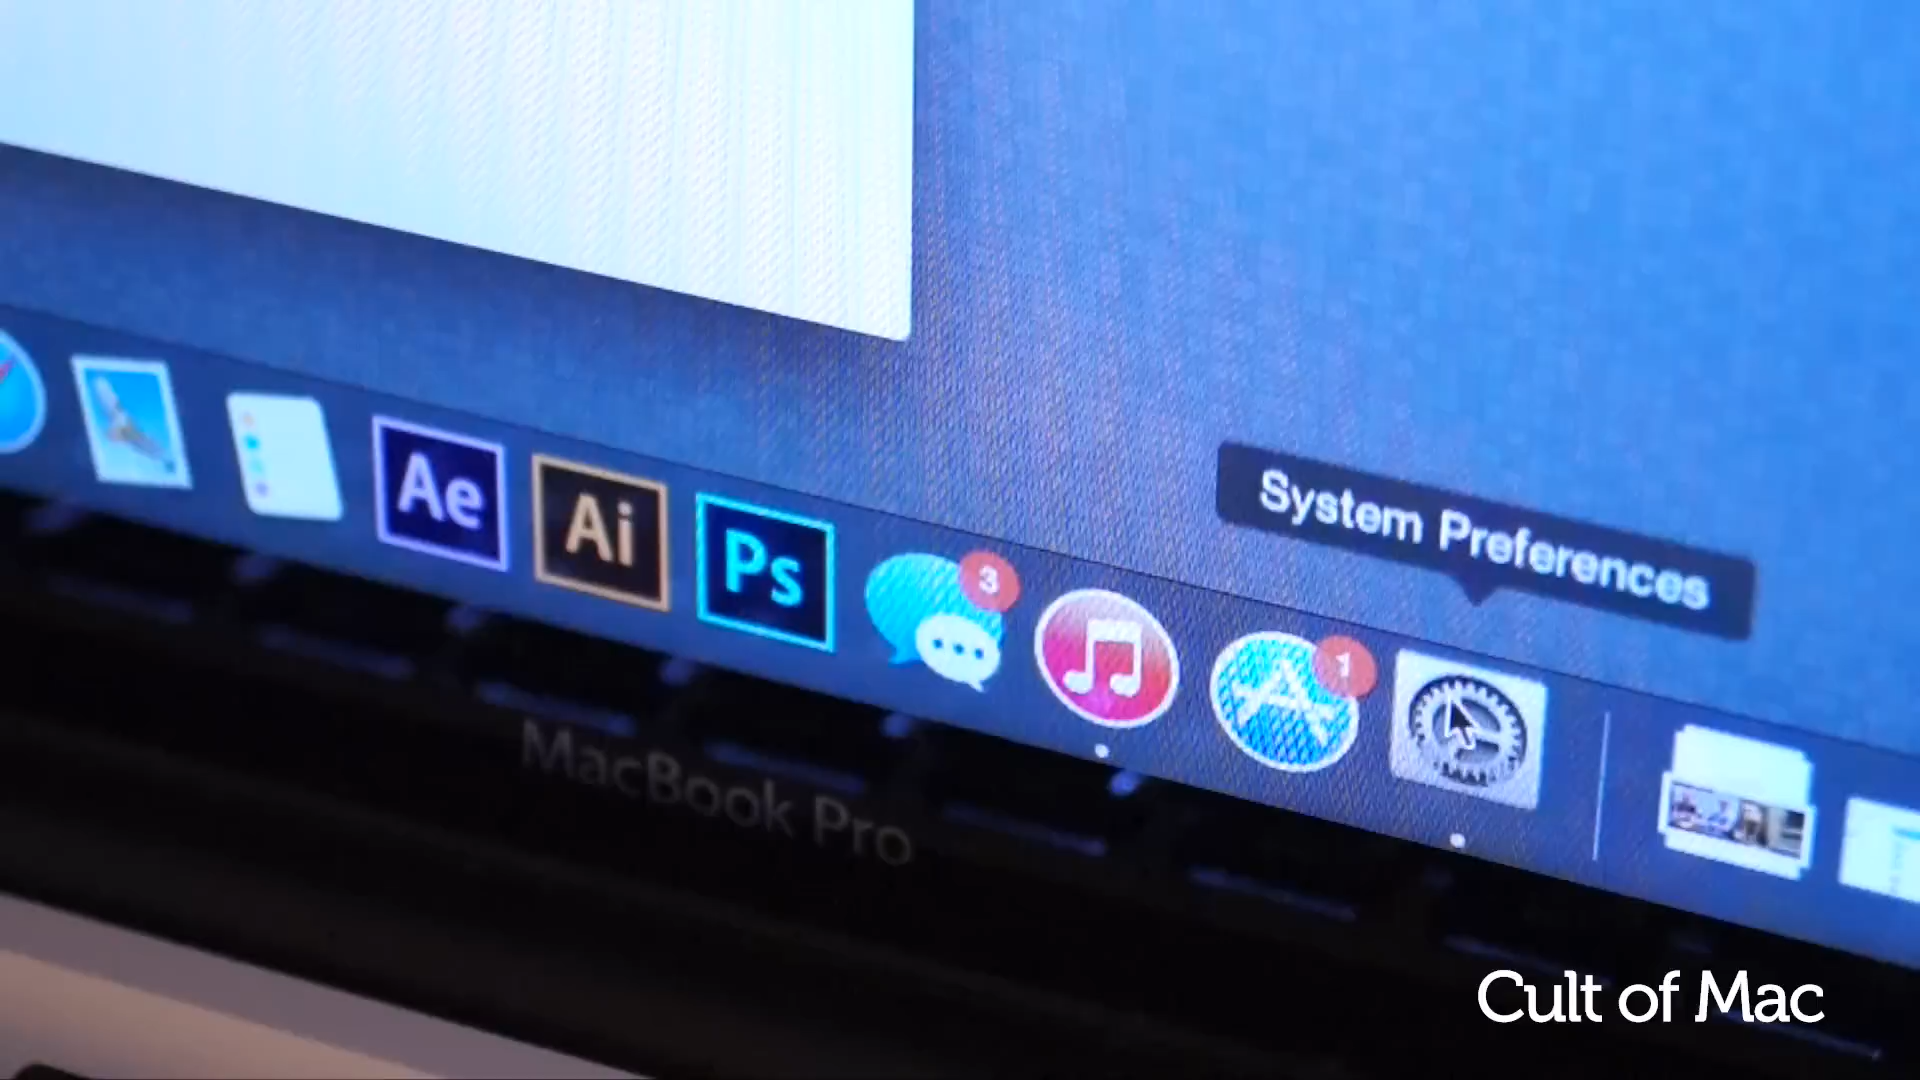 System Preferences
Ae
Ai
Ps
3
1
MacBook Pro
Cult of Mac